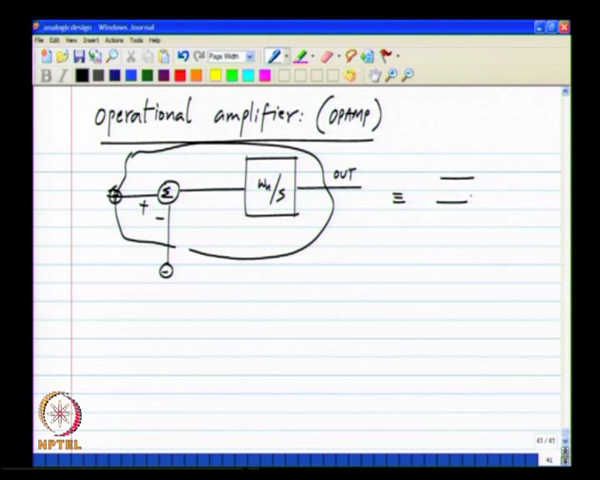 analogicdesign - Windows Journal
File Edit View Insert Actions Tools Help
Page Width
B I
Operational amplifier: (OPAMP)
+ + Σ ωu/s OUT ≡
-
-
NPTEL
41 / 41
41